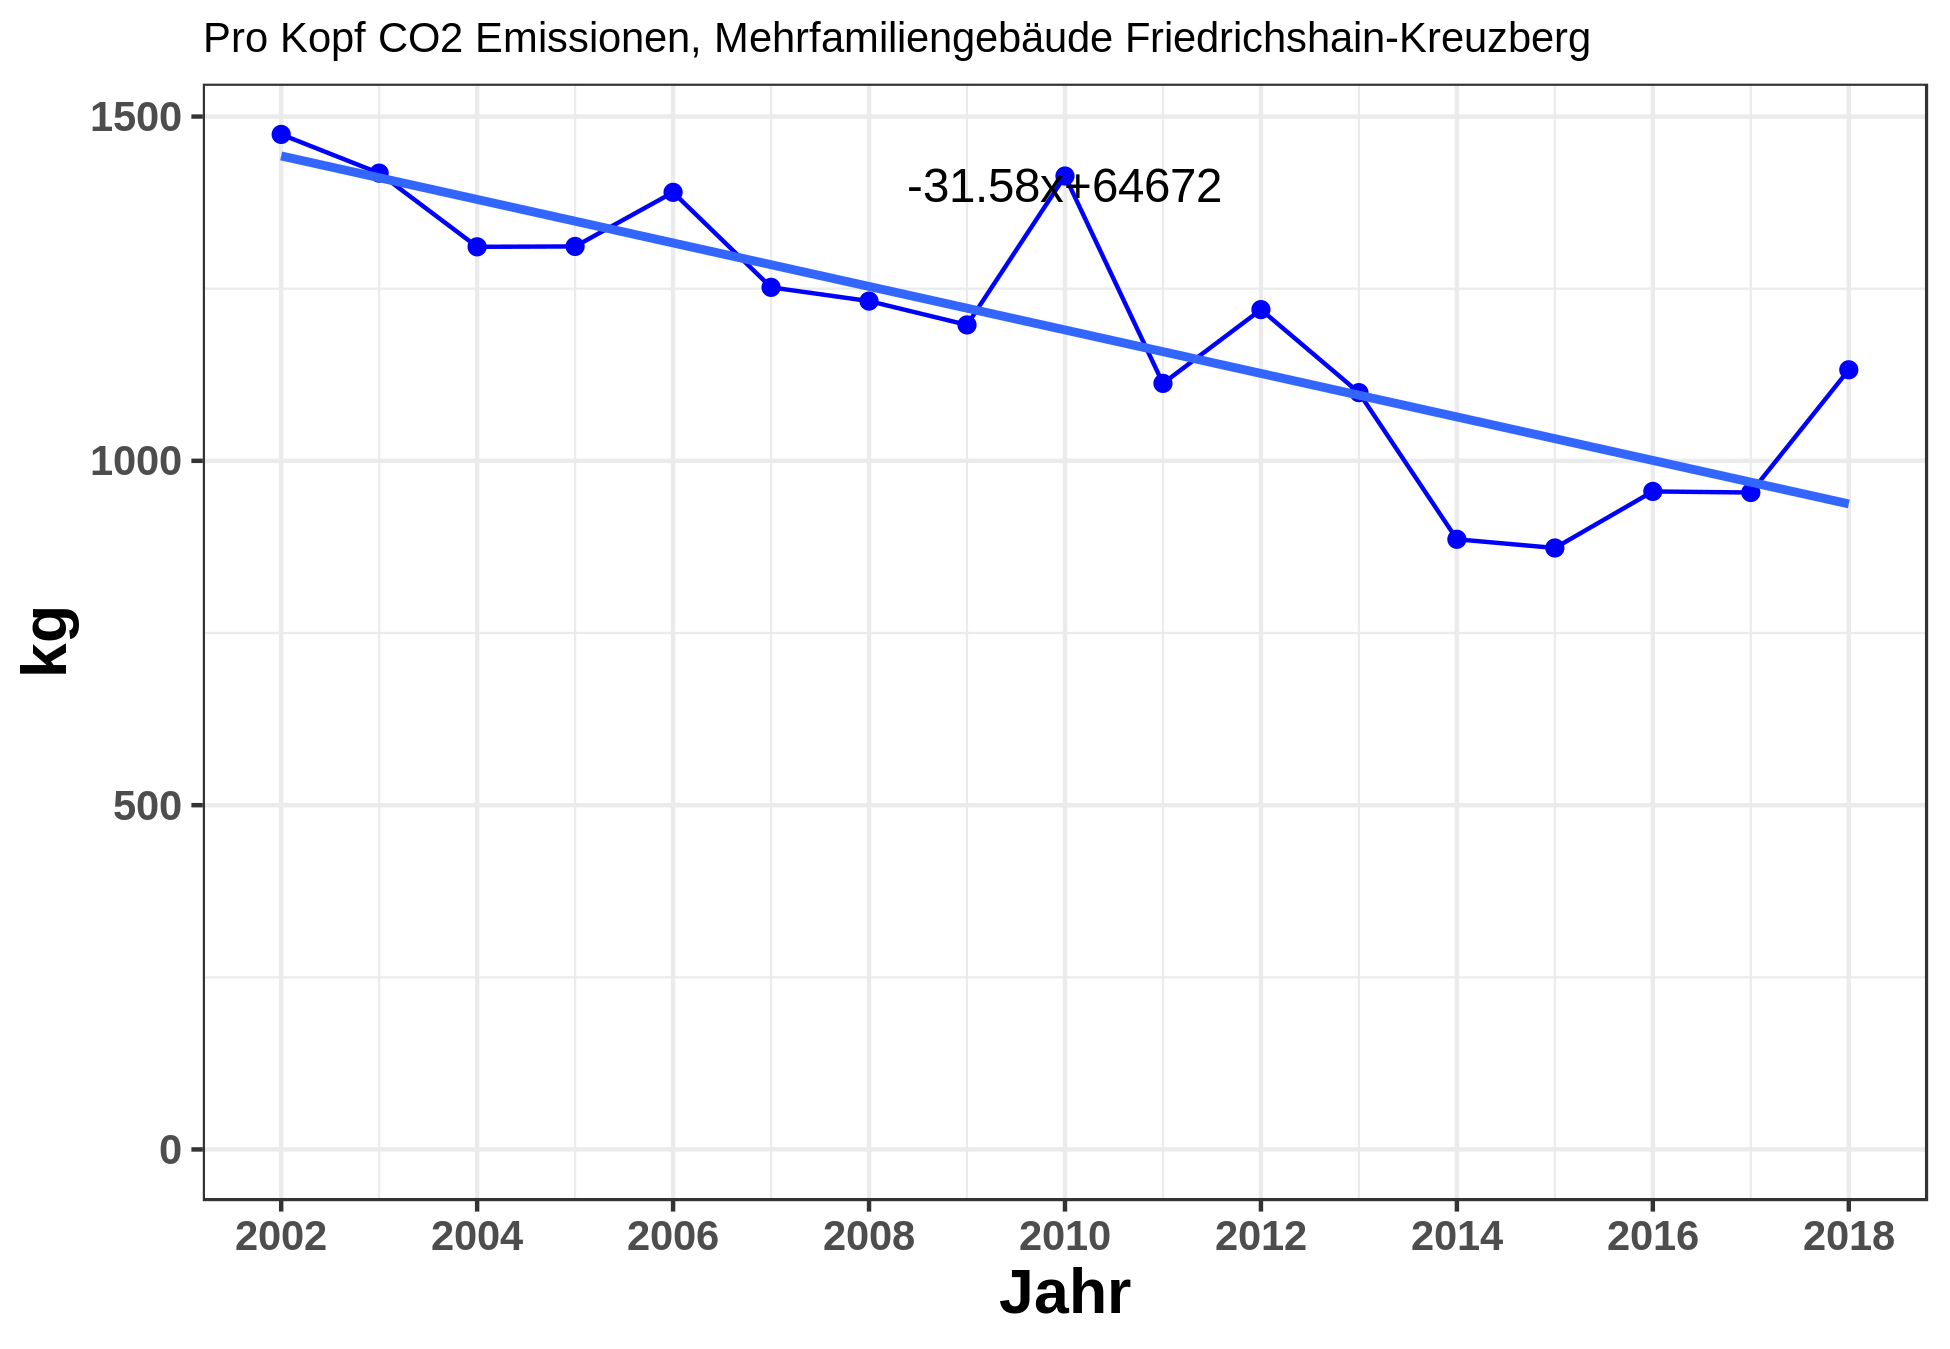 Pro Kopf CO2 Emissionen, Mehrfamiliengebäude Friedrichshain-Kreuzberg
1500
-31.58x+64672
1000
kg
500
0
2002 2004 2006 2008 2010 2012 2014 2016 2018
Jahr